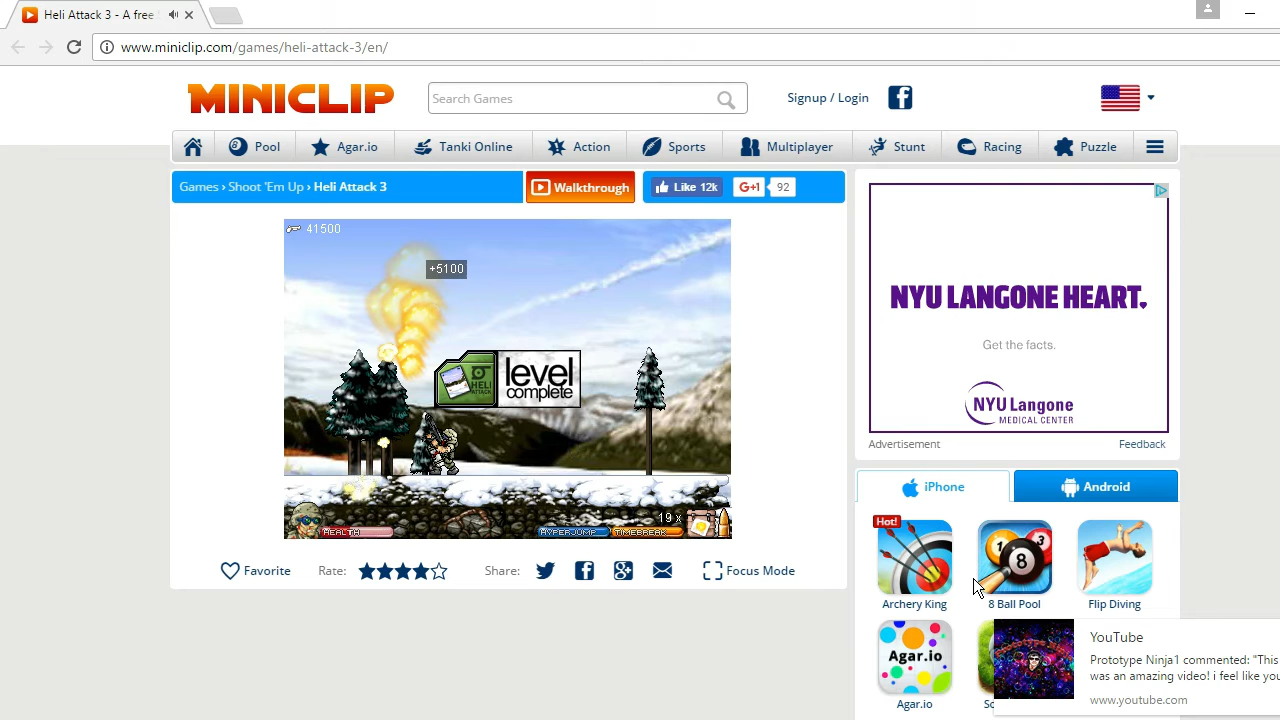 Heli Attack 3 - A free
www.miniclip.com/games/heli-attack-3/en/
MINICLIP
Search Games
Signup / Login
Pool
Agar.io
Tanki Online
Action
Sports
Multiplayer
Stunt
Racing
Puzzle
Games › Shoot 'Em Up › Heli Attack 3
Walkthrough
Like 12k
G+1
92
41500
+5100
HELI
ATTACK
level
complete
HEALTH
HYPERJUMP
TIMEBREAK
19 x
NYU LANGONE HEART.
Get the facts.
NYU Langone
MEDICAL CENTER
Advertisement
Feedback
Favorite
Rate:
Share:
Focus Mode
iPhone
Android
Hot!
Archery King
8 Ball Pool
Flip Diving
Agar.io
Agar.io
YouTube
Prototype Ninja1 commented: "This
was an amazing video! i feel like you
www.youtube.com